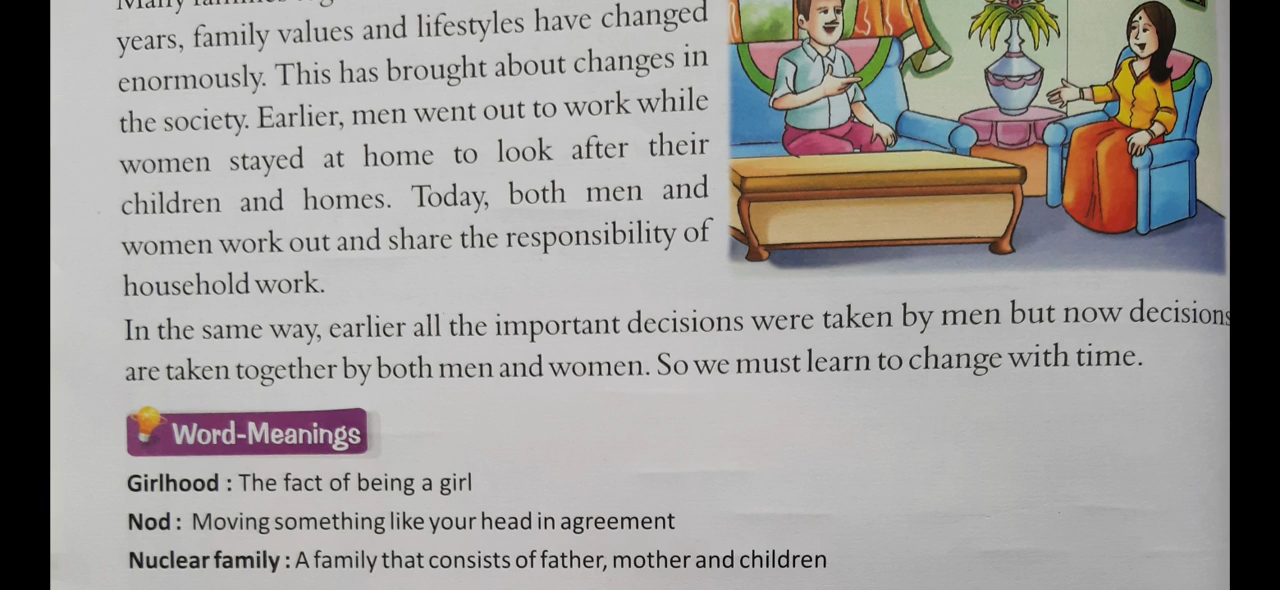 Many families
years, family values and lifestyles have changed
enormously. This has brought about changes in
the society. Earlier, men went out to work while
women stayed at home to look after their
children and homes. Today, both men and
women work out and share the responsibility of
household work.
In the same way, earlier all the important decisions were taken by men but now decisions
are taken together by both men and women. So we must learn to change with time.
Word-Meanings
Girlhood : The fact of being a girl
Nod : Moving something like your head in agreement
Nuclear family : A family that consists of father, mother and children